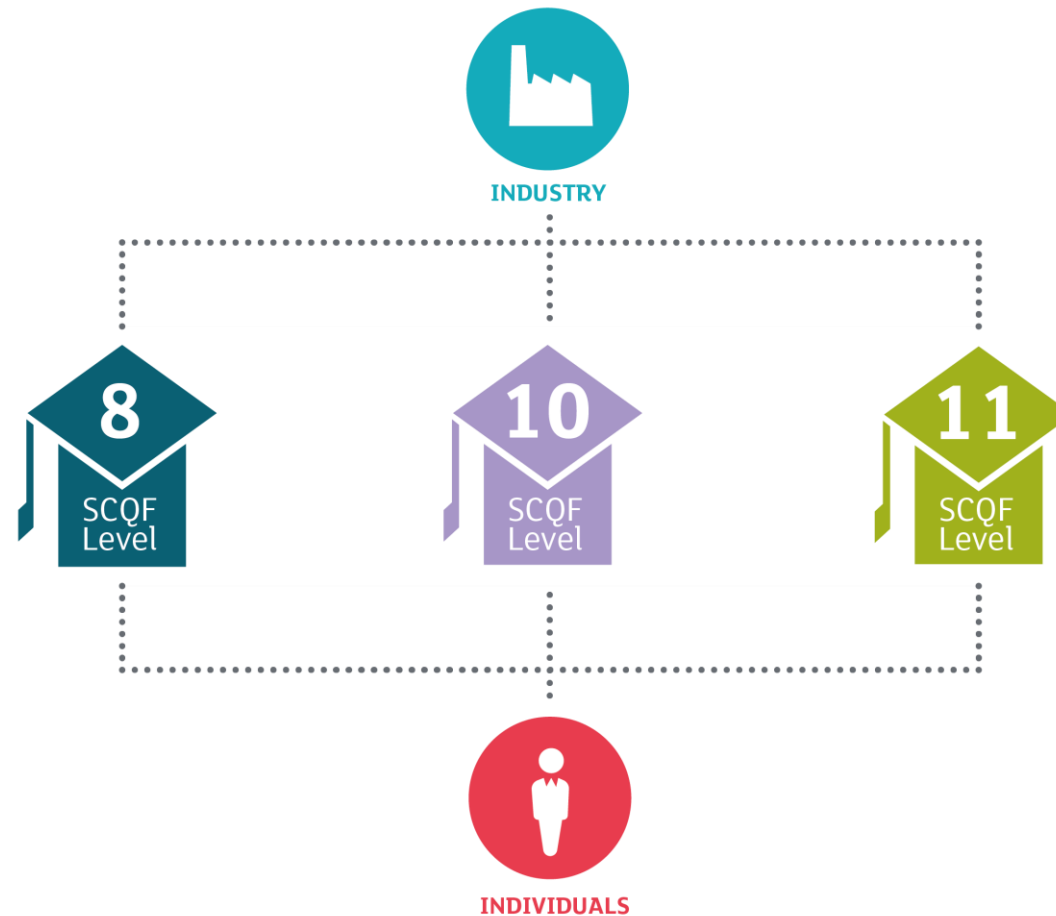 INDUSTRY
8
SCQF
Level
10
SCQF
Level
11
SCQF
Level
INDIVIDUALS